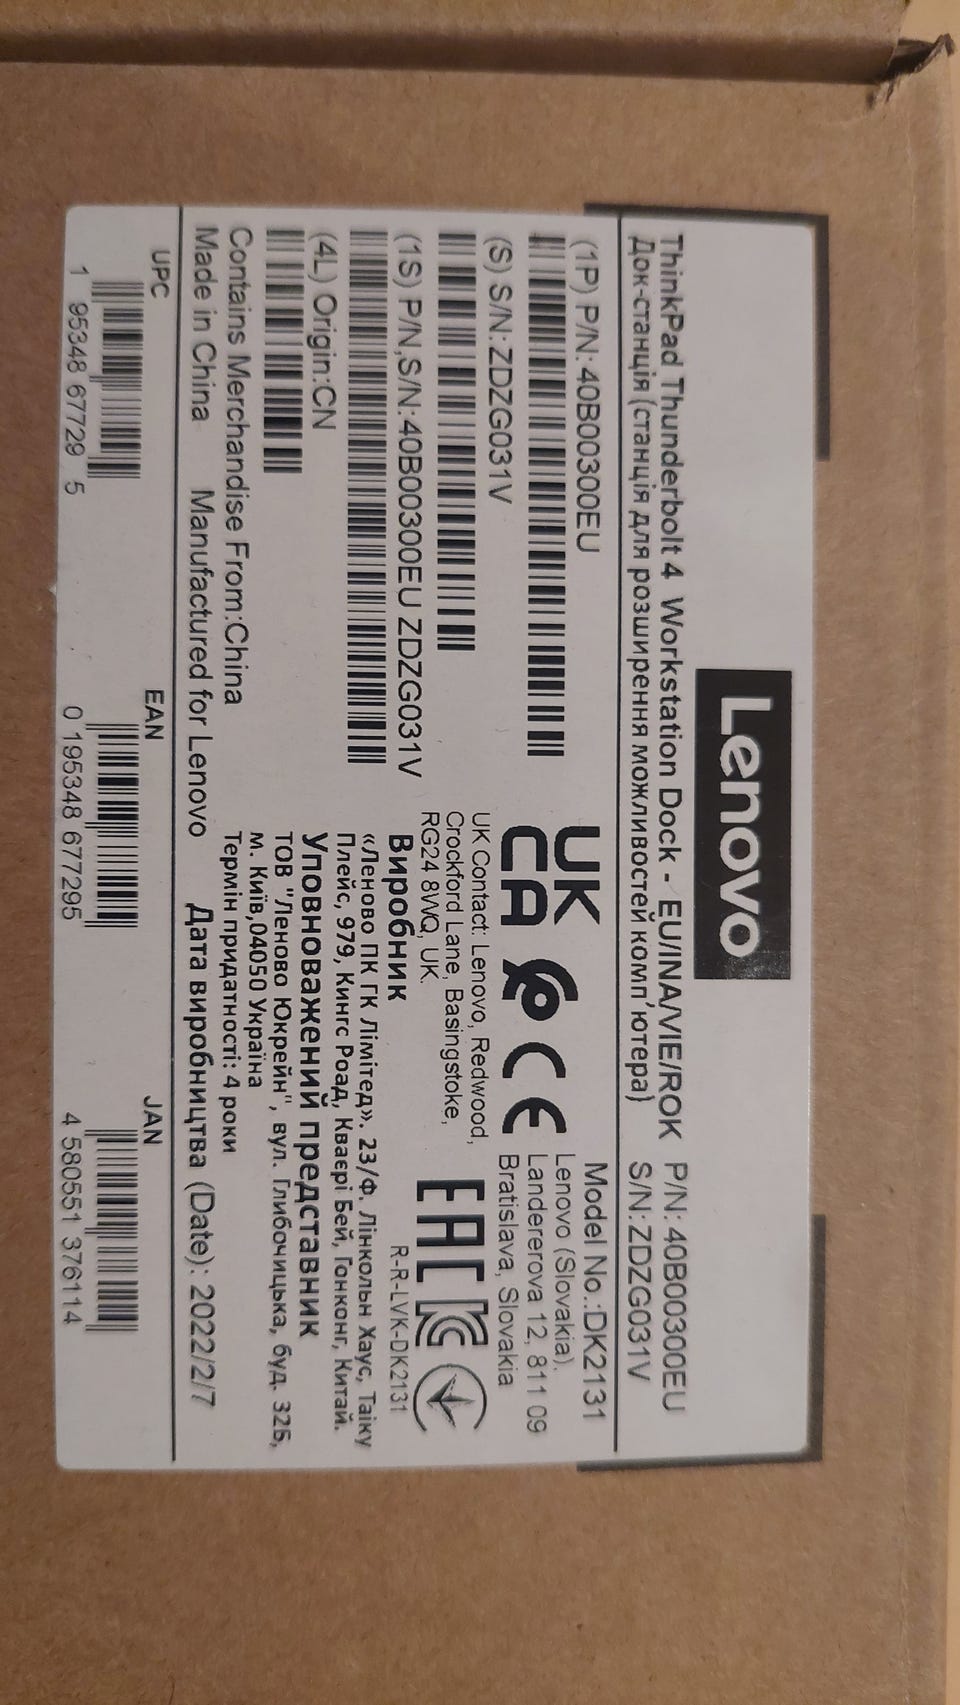 Lenovo
ThinkPad Thunderbolt 4 Workstation Dock - EU/INA/VIE/ROK P/N:40B00300EU
Док-станція (станція для розширення можливостей комп'ютера) S/N:ZDZG031V
(1P) P/N:40B00300EU
(S) S/N:ZDZG031V
(1S) P/N,S/N:40B00300EU ZDZG031V
(4L) Origin:CN
Contains Merchandise From:China
Made in China Manufactured for Lenovo
UK
CA
CE
Model No.:DK2131
Lenovo (Slovakia),
Landererova 12, 811 09
Bratislava, Slovakia
UK Contact: Lenovo, Redwood,
Crockford Lane, Basingstoke,
RG24 8WQ, UK.
EAC
R-R-LVK-DK2131
Виробник
«Леново ПК ГК Лімітед». 23/ф. Лінкольн Хаус, Таіку
Плейс, 979, Кингс Роад, Кваєрі Бей, Гонконг, Китай.
Уповноважений представник
ТОВ "Леново Юкрейн", вул. Глибочицька, буд. 32Б,
м. Київ,04050 Україна
Термін придатності: 4 роки
Дата виробництва (Date): 2022/2/7
UPC
1 95348 67729 5
EAN
0 195348 677295
JAN
4 580551 376114